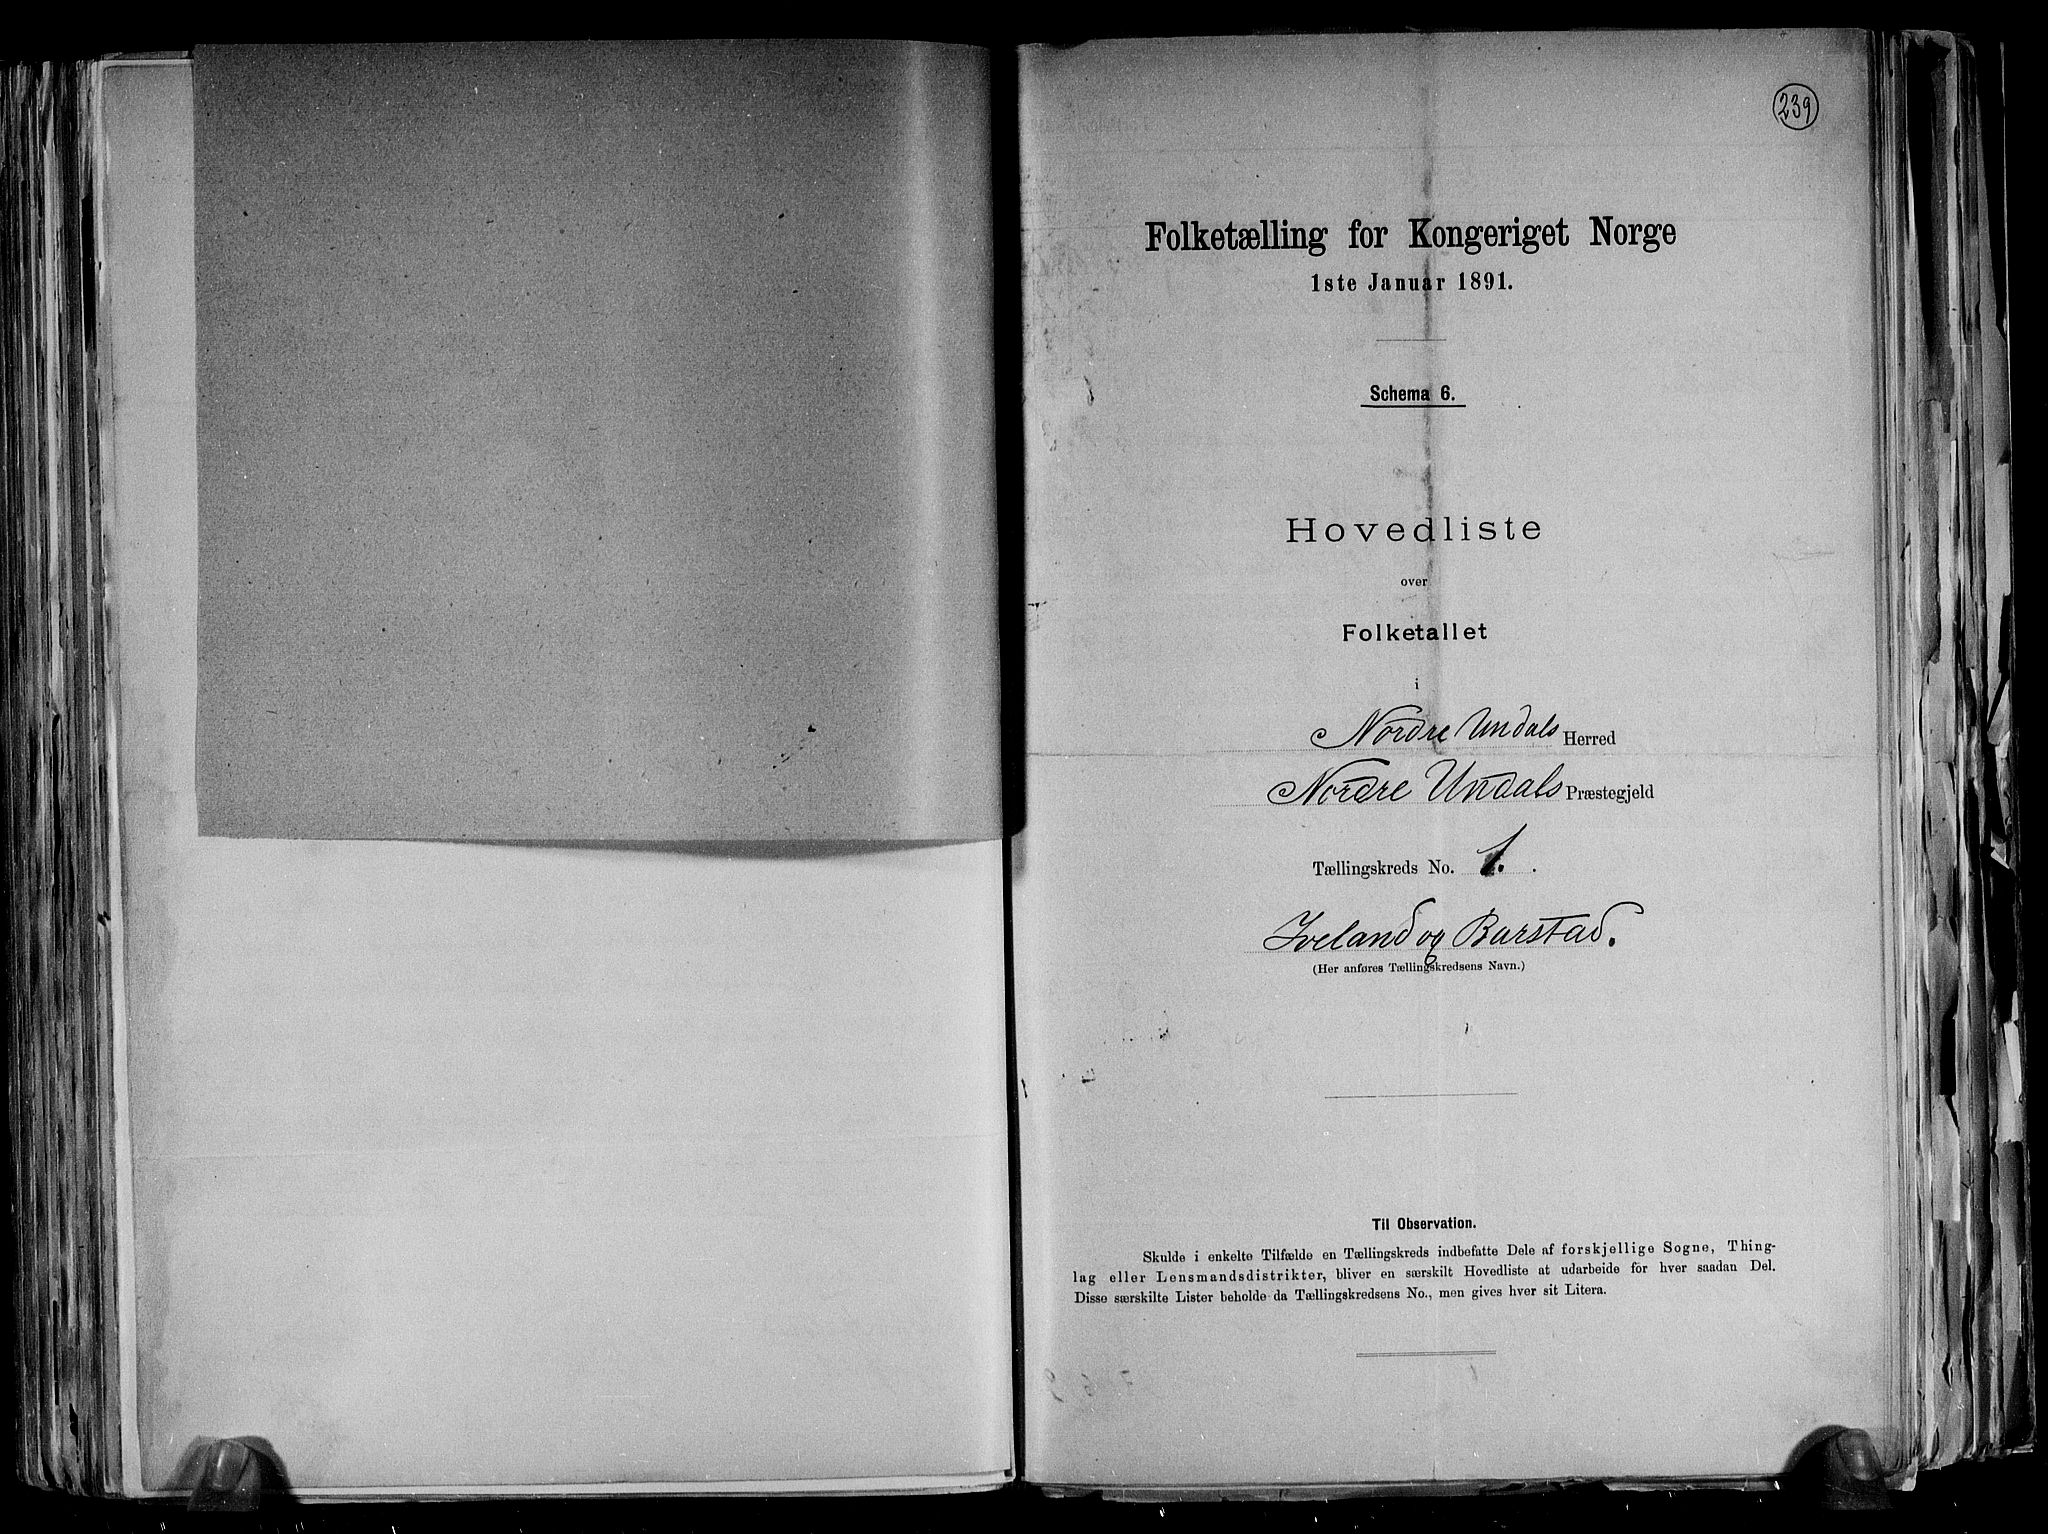 239
Folketælling for Kongeriget Norge
1ste Januar 1891.
Schema 6.
Hovedliste
over
Folketallet
i
Nordre Undals Herred
Nordre Undals Præstegjeld
Tællingskreds No. 1.
Iveland og Barstad.
(Her anføres Tællingskredsens Navn.)
Til Observation.
Skulde i enkelte Tilfælde en Tællingskreds indbefatte Dele af forskjellige Sogne, Thing-
lag eller Lensmandsdistrikter, bliver en særskilt Hovedliste at udarbeide for hver saadan Del.
Disse særskilte Lister beholde da Tællingskredsens No., men gives hver sit Litera.